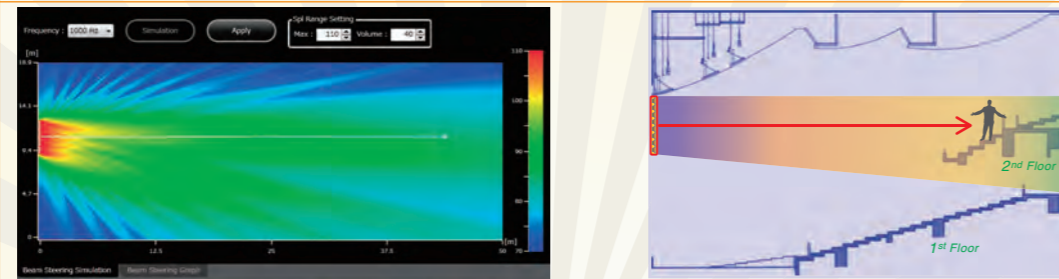 Spl Range Setting
Frequency : 1000 Hz Simulation Apply Max : 110 Volume : -40
[m] 110
18.8
14.1 100
9.4 90
4.7 80
0 [m]
0 12.5 25 37.5 50 70
Beam Steering Simulation Beam Steering Graph
2nd Floor
1st Floor